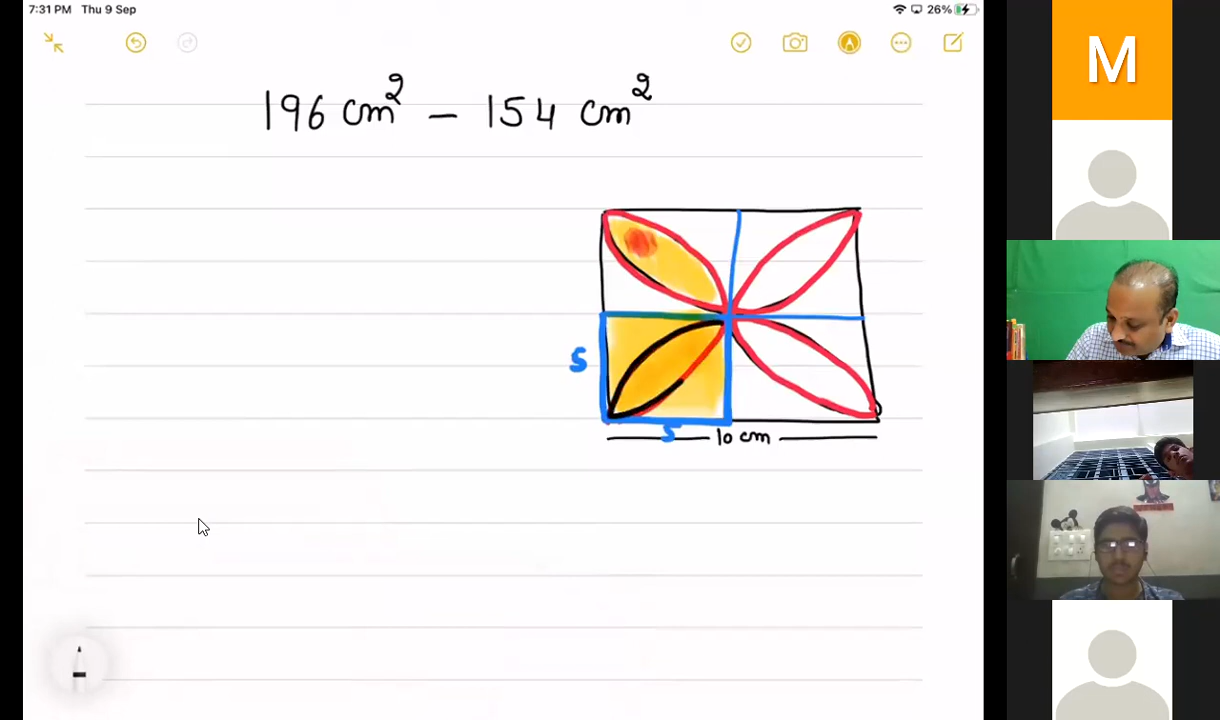 7:31 PM Thu 9 Sep
26%
196 cm² – 154 cm²
5
5
10 cm
M